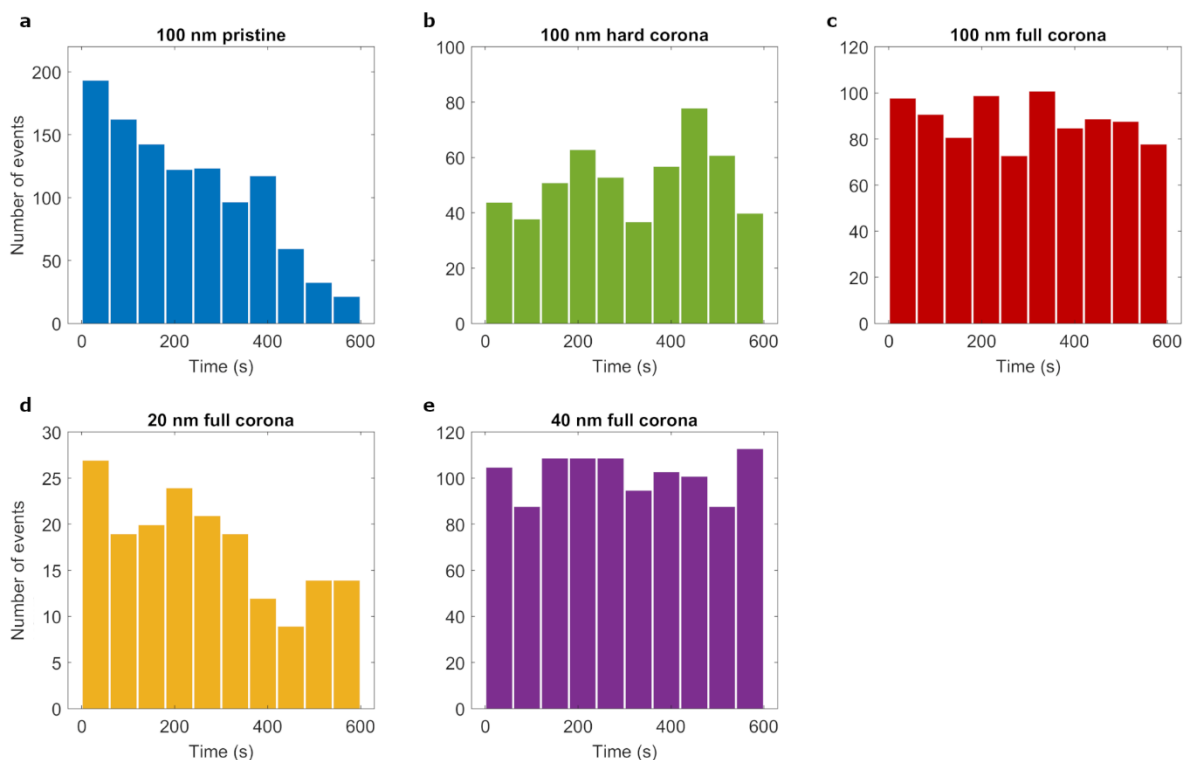 a
100 nm pristine
Number of events
200
150
100
50
0
0 200 400 600
Time (s)
b
100 nm hard corona
100
80
60
40
20
0
0 200 400 600
Time (s)
c
100 nm full corona
120
100
80
60
40
20
0
0 200 400 600
Time (s)
d
20 nm full corona
Number of events
30
25
20
15
10
5
0
0 200 400 600
Time (s)
e
40 nm full corona
120
100
80
60
40
20
0
0 200 400 600
Time (s)